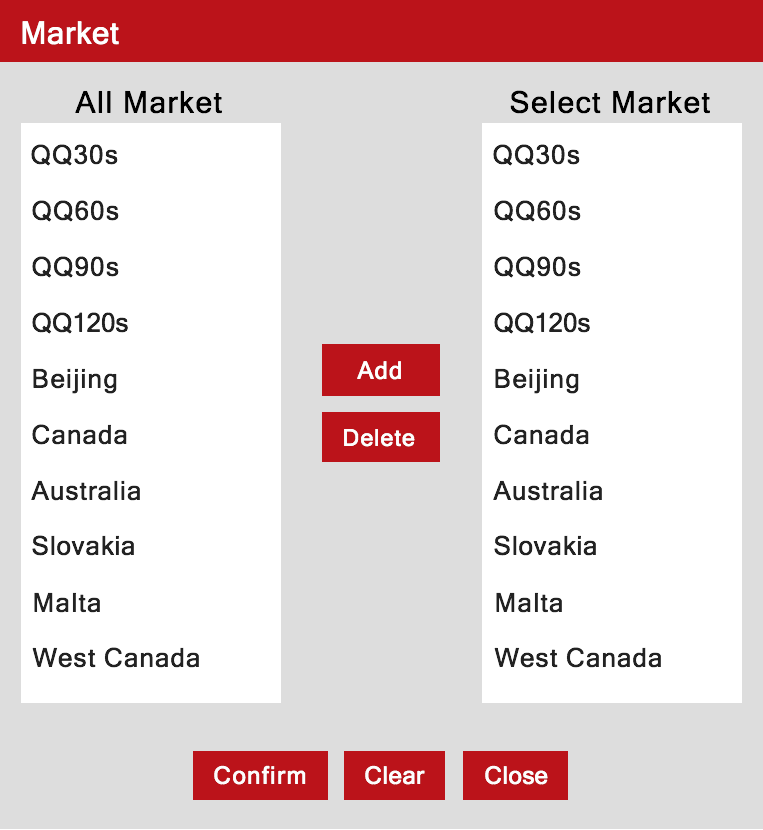 Market
All Market
QQ30s
QQ60s
QQ90s
QQ120s
Beijing
Canada
Australia
Slovakia
Malta
West Canada
Add
Delete
Select Market
QQ30s
QQ60s
QQ90s
QQ120s
Beijing
Canada
Australia
Slovakia
Malta
West Canada
Confirm
Clear
Close